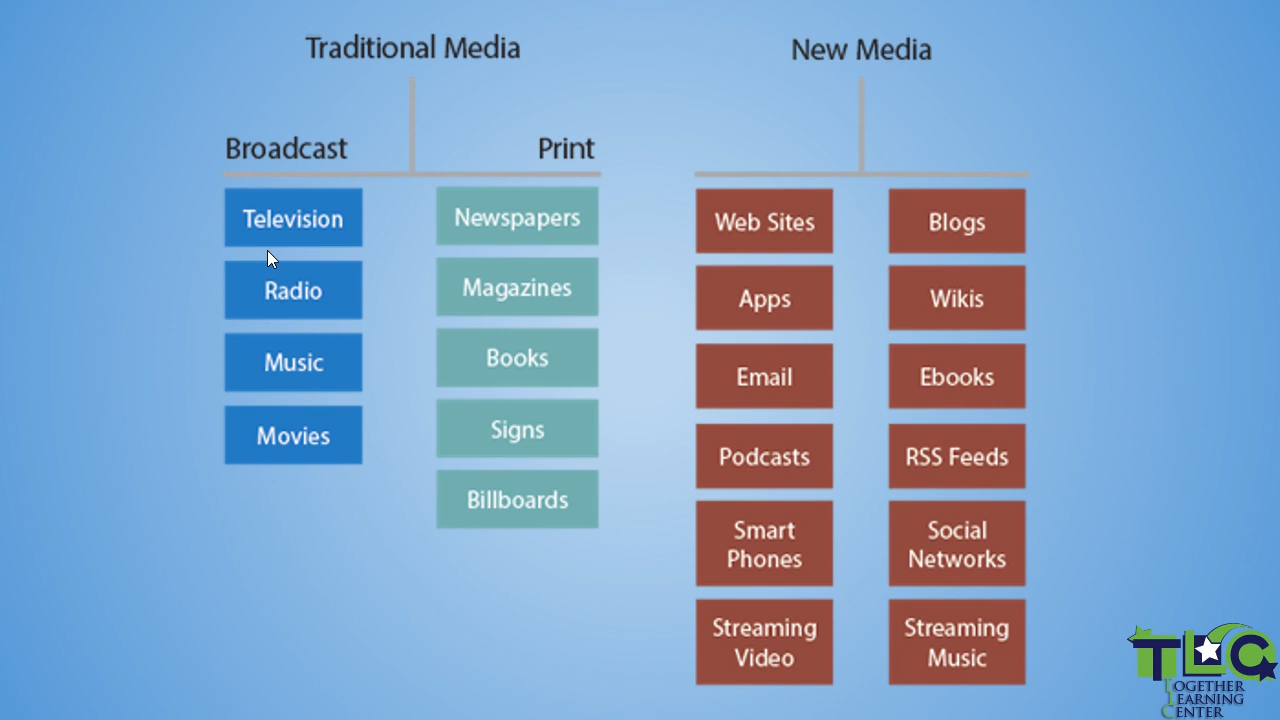 Traditional Media
New Media
Broadcast
Print
Television
Radio
Music
Movies
Newspapers
Magazines
Books
Signs
Billboards
Web Sites
Apps
Email
Podcasts
Smart
Phones
Streaming
Video
Blogs
Wikis
Ebooks
RSS Feeds
Social
Networks
Streaming
Music
TLC
TOGETHER
LEARNING
CENTER